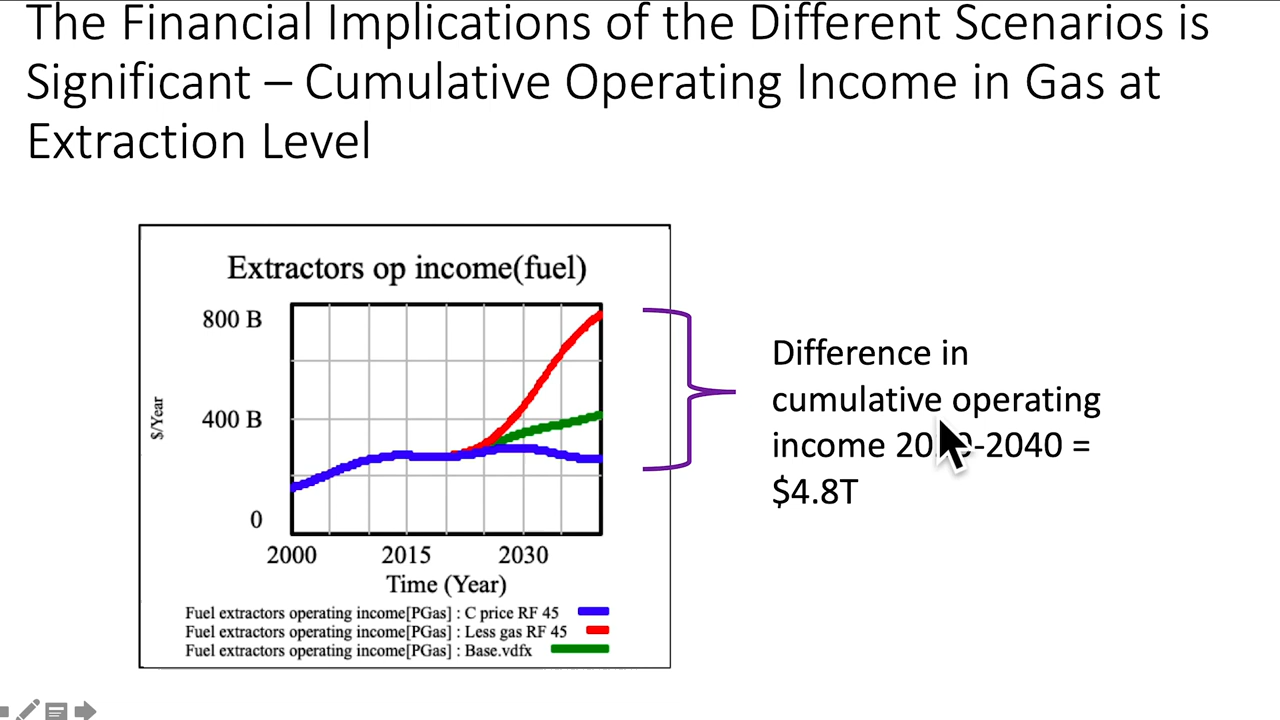 The Financial Implications of the Different Scenarios is
Significant – Cumulative Operating Income in Gas at
Extraction Level
Extractors op income(fuel)
800 B
400 B
0
$/Year
2000 2015 2030
Time (Year)
Fuel extractors operating income[PGas] : C price RF 45
Fuel extractors operating income[PGas] : Less gas RF 45
Fuel extractors operating income[PGas] : Base.vdfx
Difference in
cumulative operating
income -2040 =
$4.8T